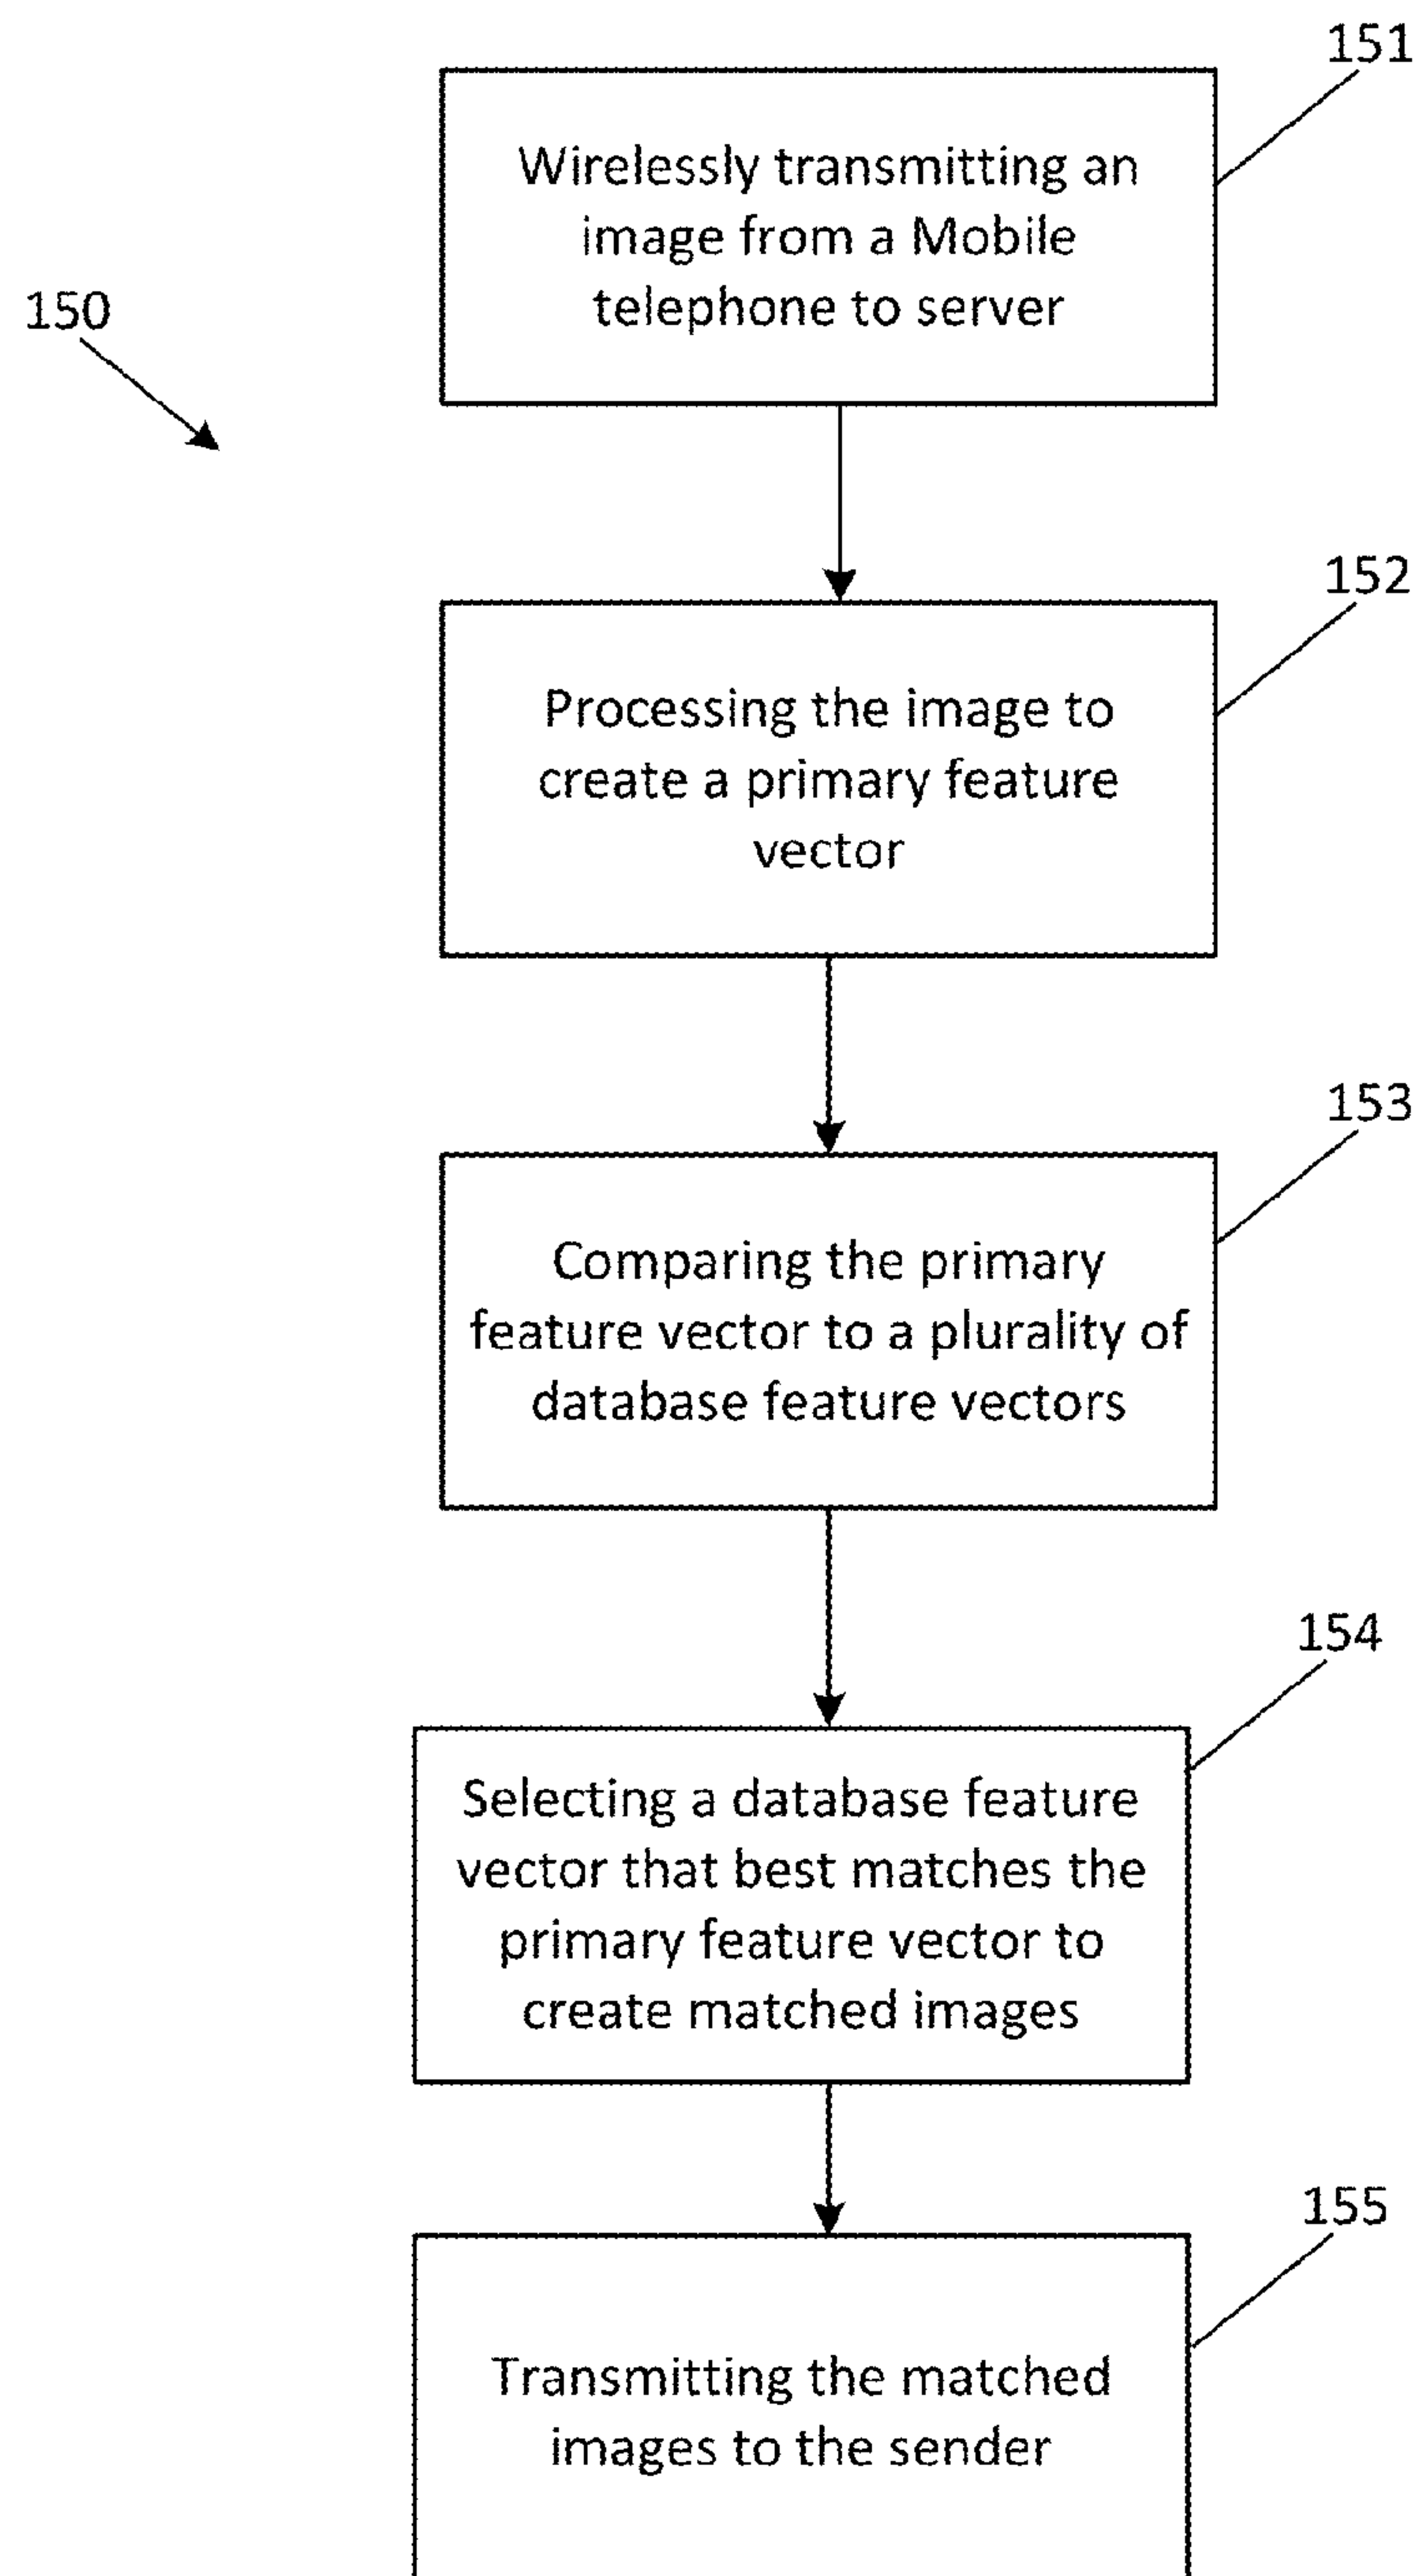 151
Wirelessly transmitting an
image from a Mobile
telephone to server
150
152
Processing the image to
create a primary feature
vector
153
Comparing the primary
feature vector to a plurality of
database feature vectors
154
Selecting a database feature
vector that best matches the
primary feature vector to
create matched images
155
Transmitting the matched
images to the sender